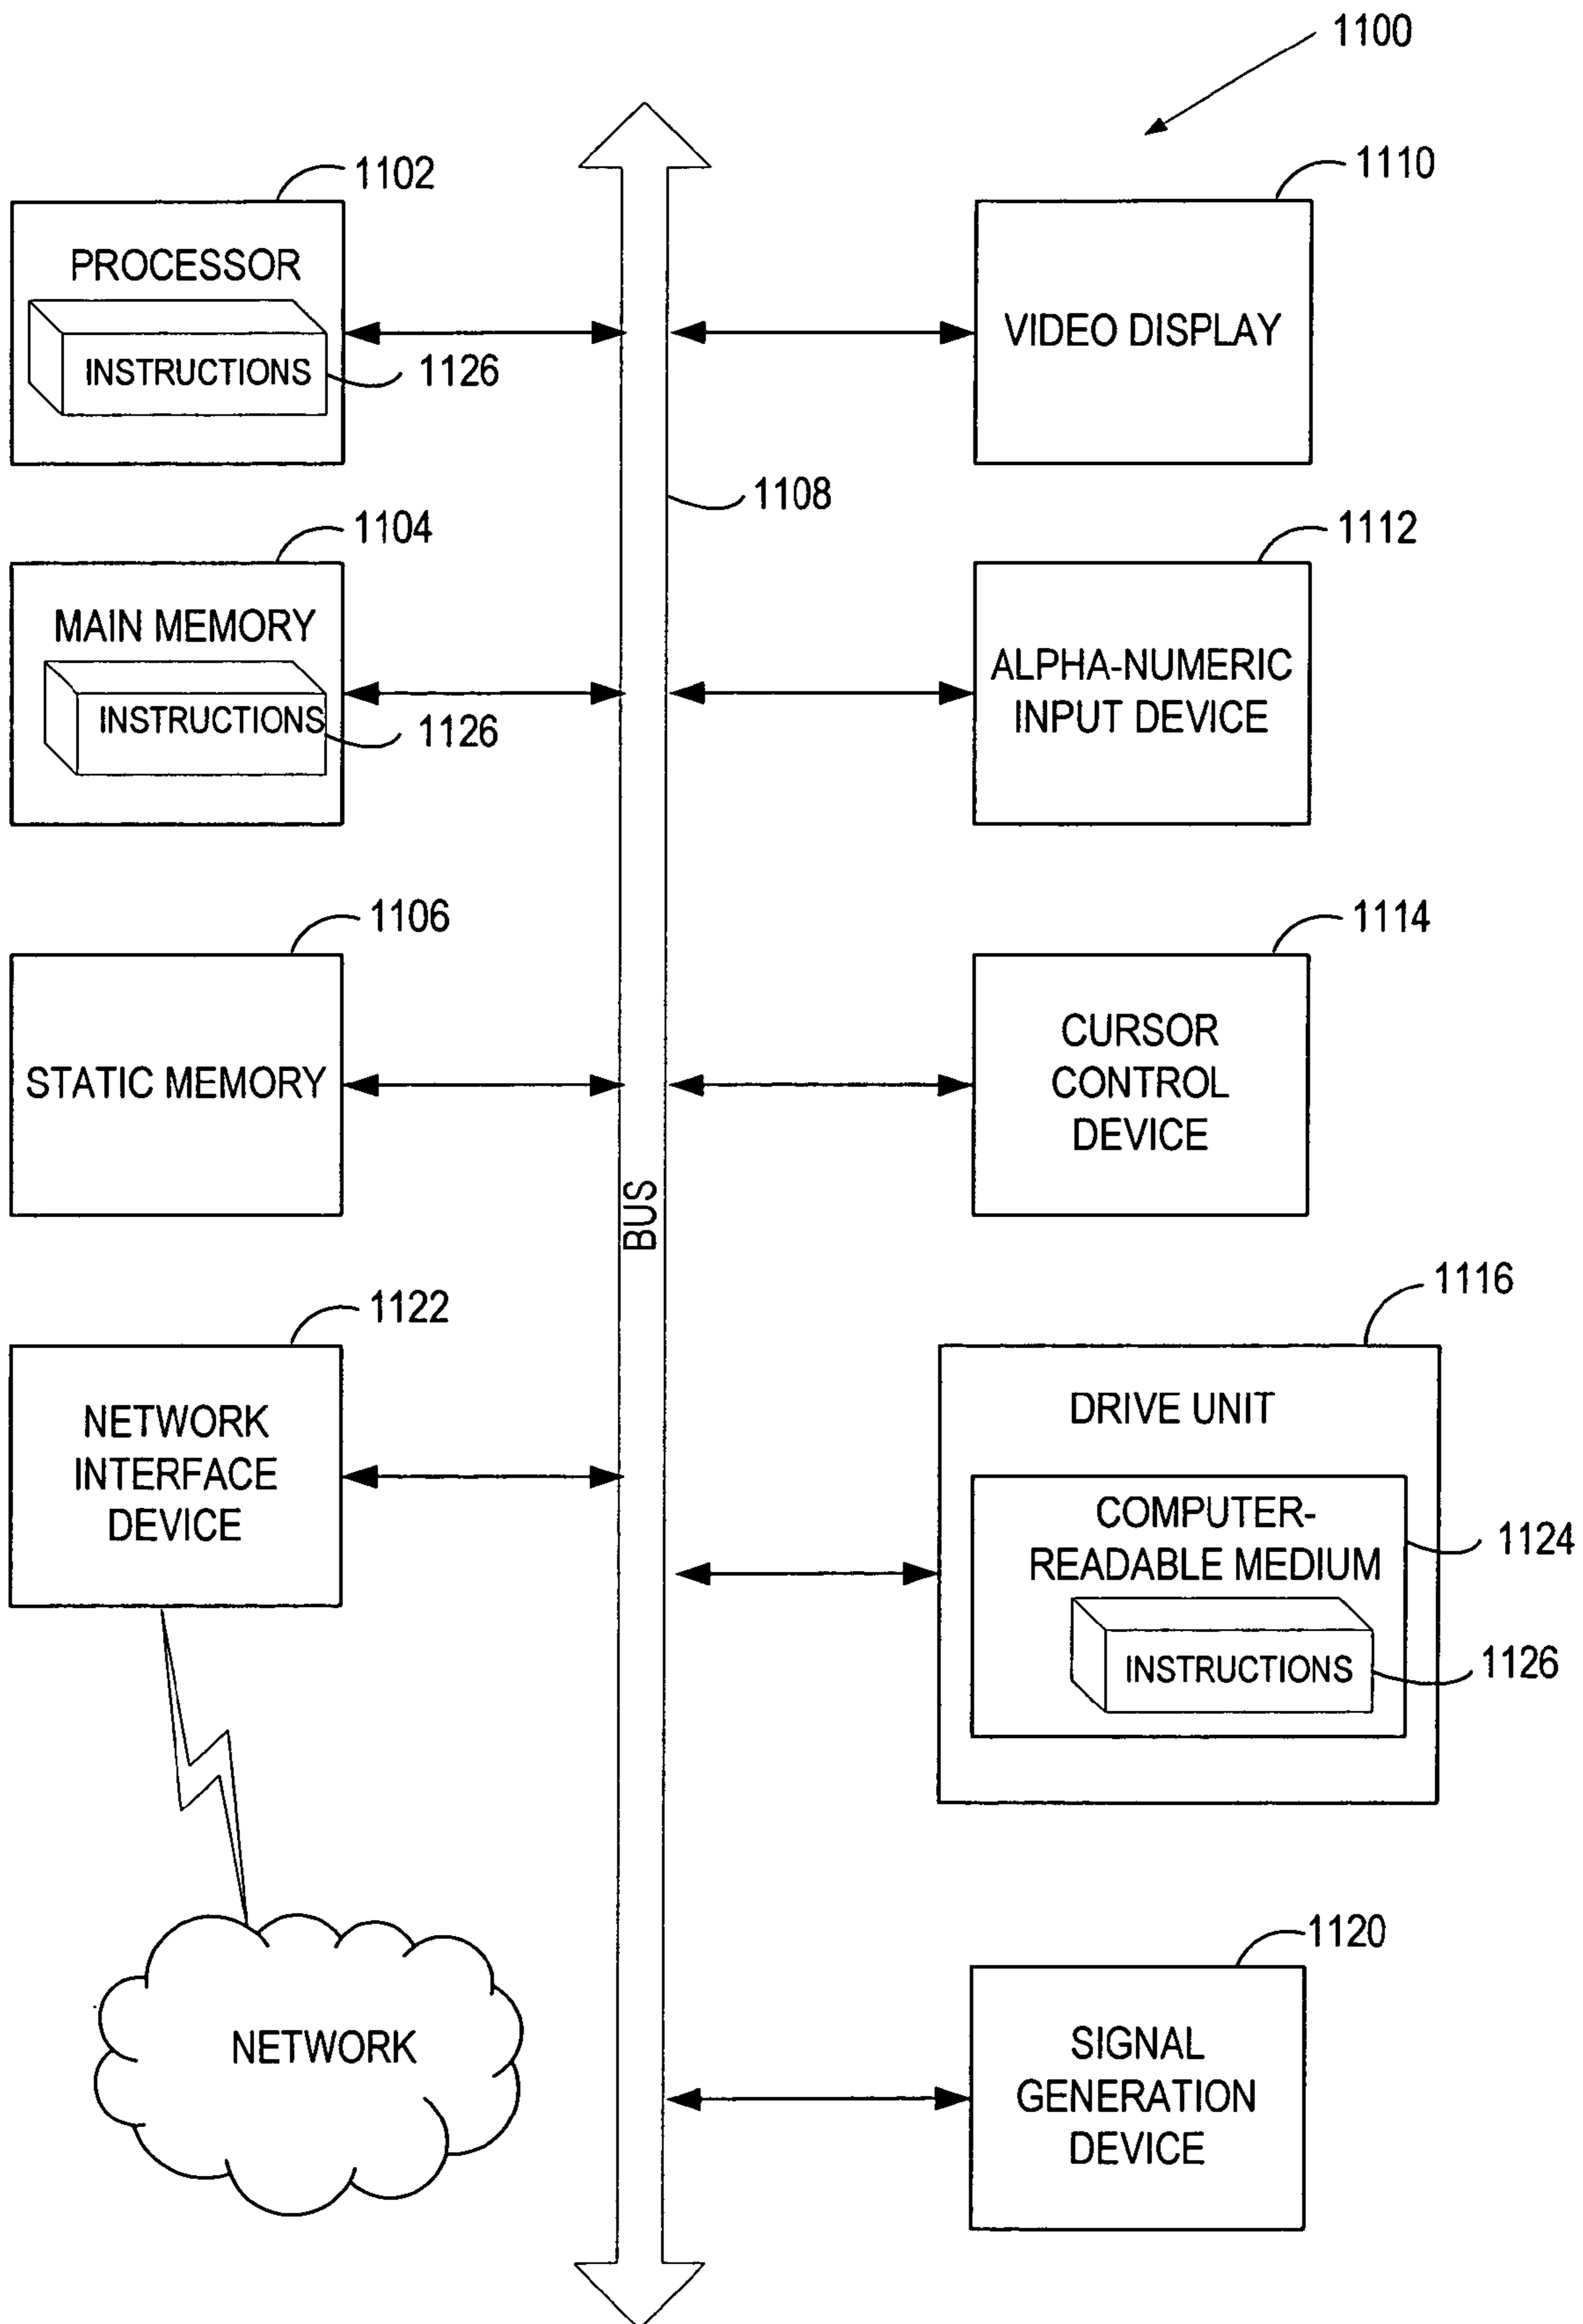 1100
1102
PROCESSOR
INSTRUCTIONS
1126
1110
VIDEO DISPLAY
1108
1104
MAIN MEMORY
INSTRUCTIONS
1126
1112
ALPHA-NUMERIC
INPUT DEVICE
1106
STATIC MEMORY
1114
CURSOR
CONTROL
DEVICE
BUS
1122
NETWORK
INTERFACE
DEVICE
1116
DRIVE UNIT
COMPUTER-
READABLE MEDIUM
1124
INSTRUCTIONS
1126
NETWORK
1120
SIGNAL
GENERATION
DEVICE